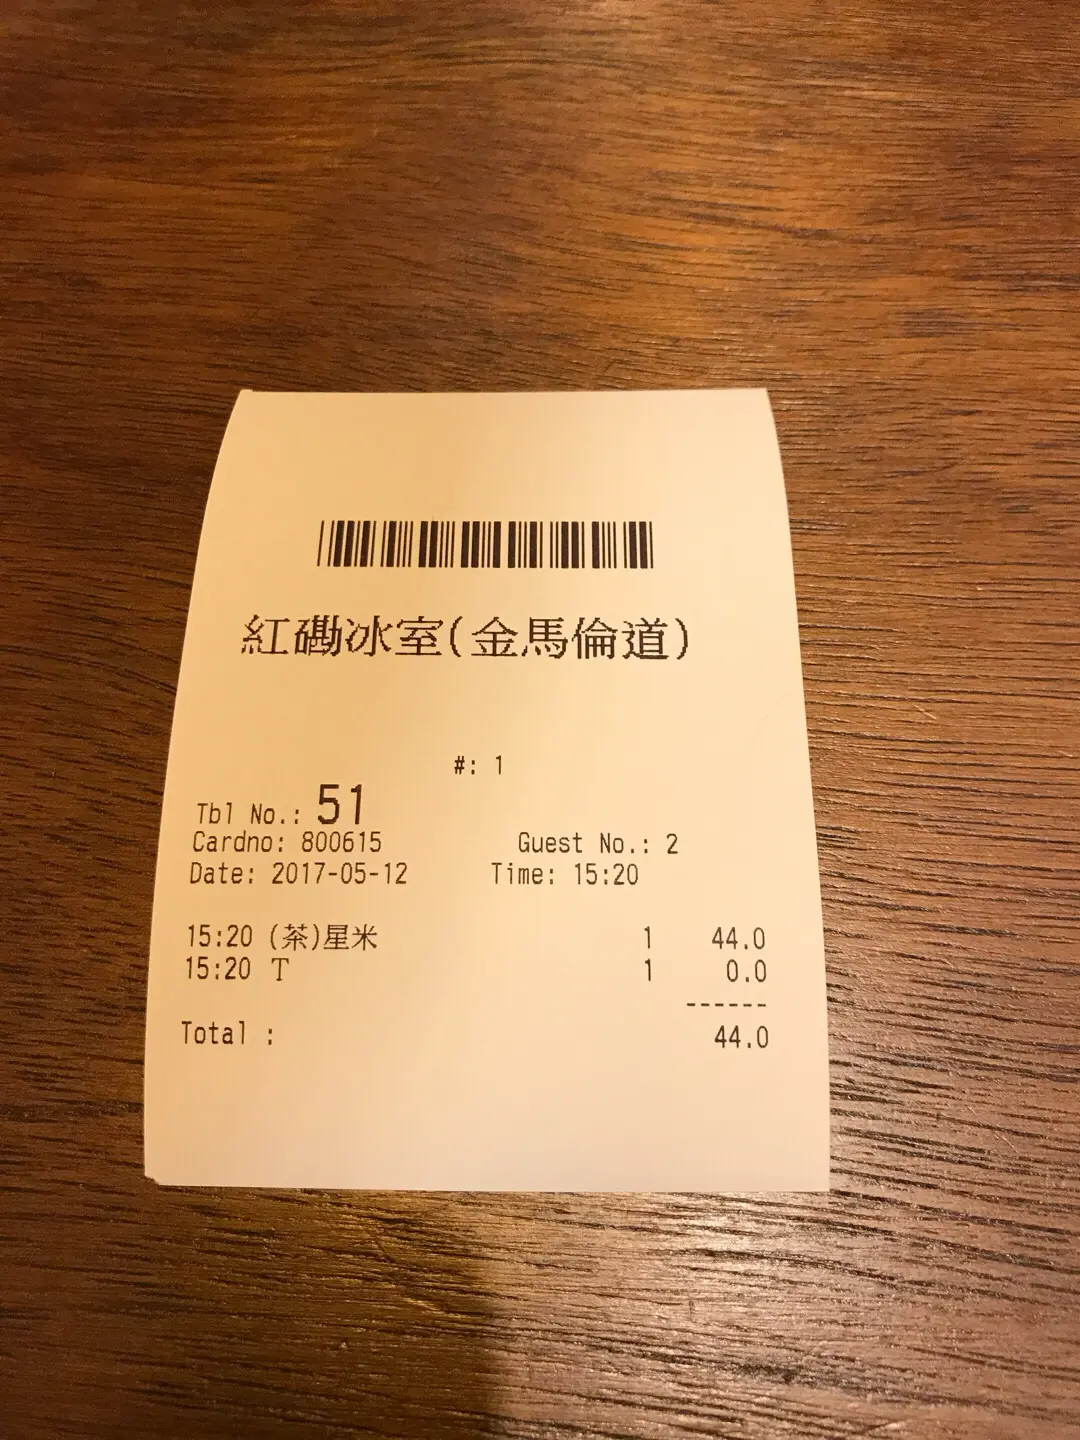 紅磡冰室(金馬倫道)
#: 1
Tbl No.: 51
Cardno: 800615 Guest No.: 2
Date: 2017-05-12 Time: 15:20
15:20 (茶)星米 1 44.0
15:20 T 1 0.0
------
Total : 44.0